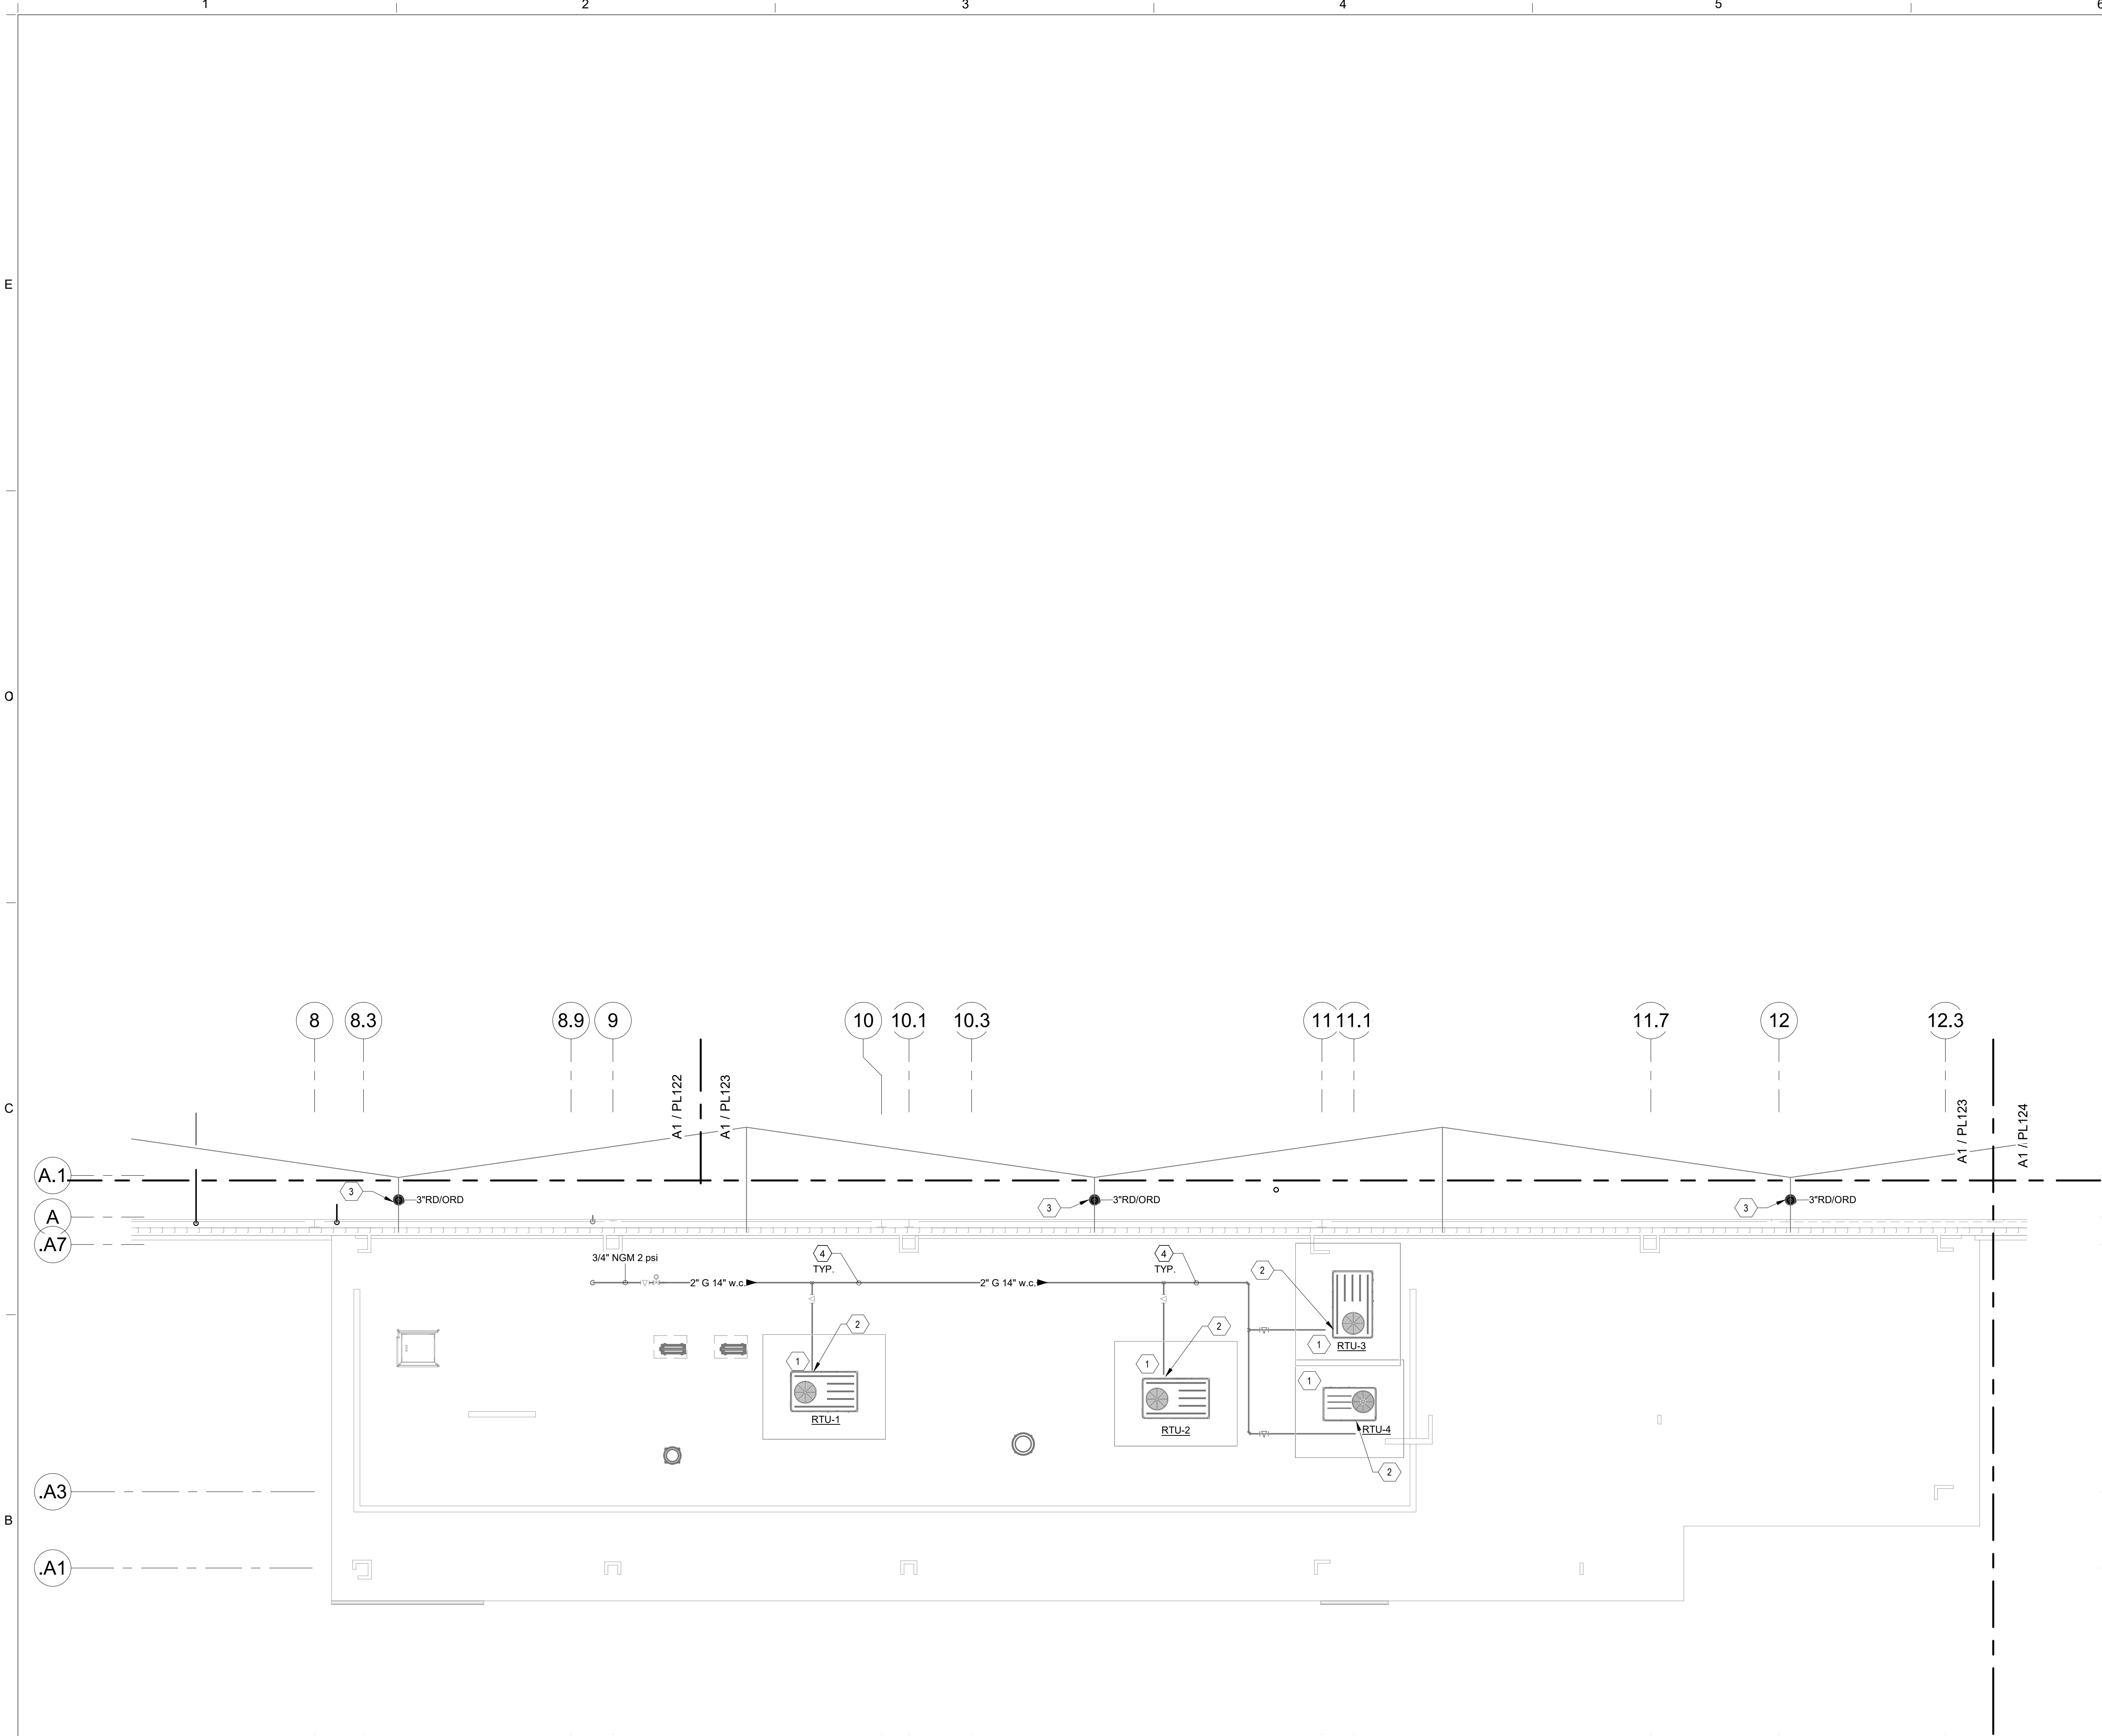 1 2 3 4 5 6
E
O
8 8.3 8.9 9 10 10.1 10.3 11 11.1 11.7 12 12.3
C
A1 / PL122
A1 / PL123
A1 / PL123
A1 / PL124
A.1
3
3"RD/ORD
3
3"RD/ORD
3
3"RD/ORD
A
.A7
3/4" NGM 2 psi
4
TYP.
4
TYP.
2" G 14" w.c.
2" G 14" w.c.
2
2
2
1
1
1
RTU-3
1
RTU-1
RTU-2
RTU-4
2
.A3
B
.A1